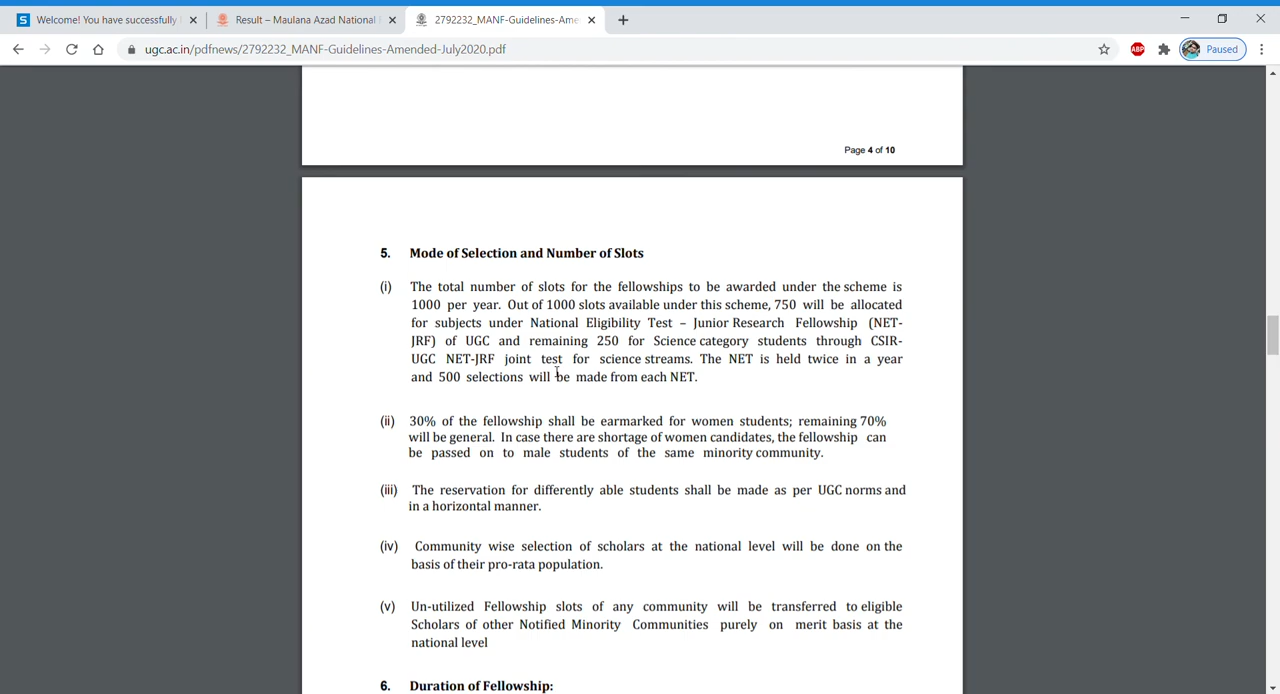 Welcome! You have successfully
Result – Maulana Azad National
2792232_MANF-Guidelines-Ame
ugc.ac.in/pdfnews/2792232_MANF-Guidelines-Amended-July2020.pdf
ABP
Paused
Page 4 of 10
5. Mode of Selection and Number of Slots
(i) The total number of slots for the fellowships to be awarded under the scheme is
1000 per year. Out of 1000 slots available under this scheme, 750 will be allocated
for subjects under National Eligibility Test – Junior Research Fellowship (NET-
JRF) of UGC and remaining 250 for Science category students through CSIR-
UGC NET-JRF joint test for science streams. The NET is held twice in a year
and 500 selections will be made from each NET.
(ii) 30% of the fellowship shall be earmarked for women students; remaining 70%
will be general. In case there are shortage of women candidates, the fellowship can
be passed on to male students of the same minority community.
(iii) The reservation for differently able students shall be made as per UGC norms and
in a horizontal manner.
(iv) Community wise selection of scholars at the national level will be done on the
basis of their pro-rata population.
(v) Un-utilized Fellowship slots of any community will be transferred to eligible
Scholars of other Notified Minority Communities purely on merit basis at the
national level
6. Duration of Fellowship: